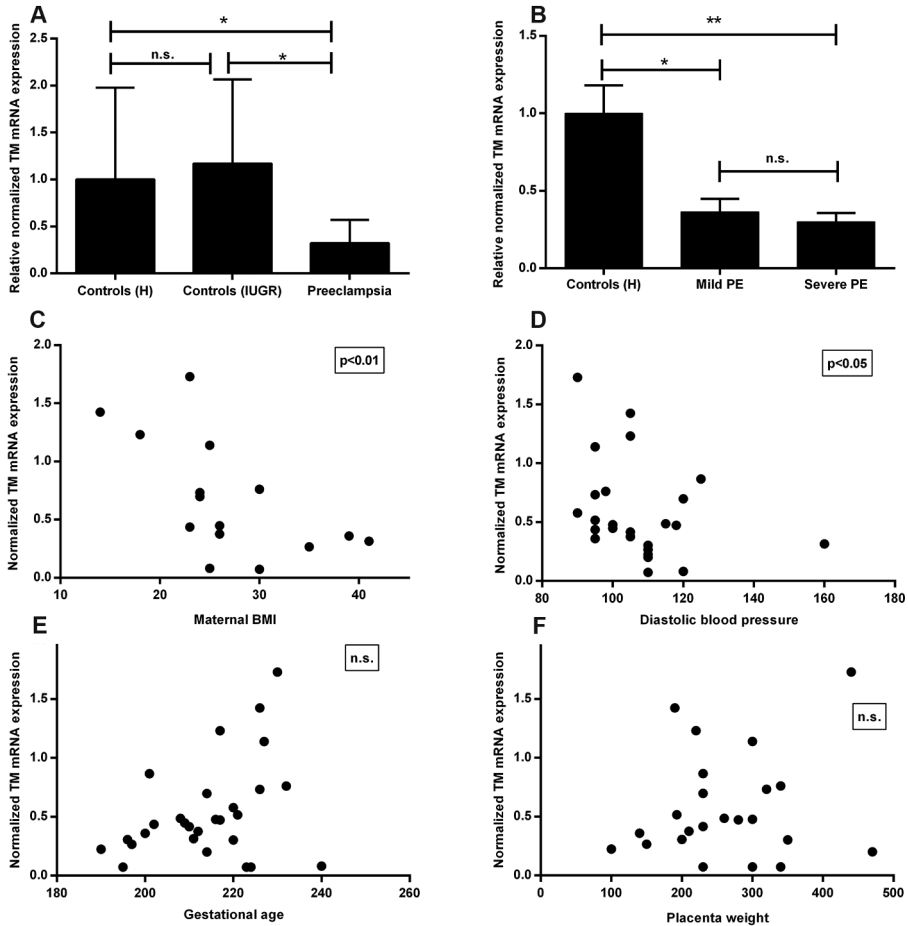 A
Relative normalized TM mRNA expression
2.5
2.0
1.5
1.0
0.5
0.0
*
n.s.
*
Controls (H)
Controls (IUGR)
Preeclampsia
B
Relative normalized TM mRNA expression
1.5
1.0
0.5
0.0
**
*
n.s.
Controls (H)
Mild PE
Severe PE
C
Normalized TM mRNA expression
2.0
1.5
1.0
0.5
0.0
p<0.01
10
20
30
40
Maternal BMI
D
Normalized TM mRNA expression
2.0
1.5
1.0
0.5
0.0
p<0.05
80
100
120
140
160
180
Diastolic blood pressure
E
Normalized TM mRNA expression
1.5
1.0
0.5
0.0
n.s.
180
200
220
240
260
Gestational age
F
Normalized TM mRNA expression
1.5
1.0
0.5
0.0
n.s.
0
100
200
300
400
500
Placenta weight